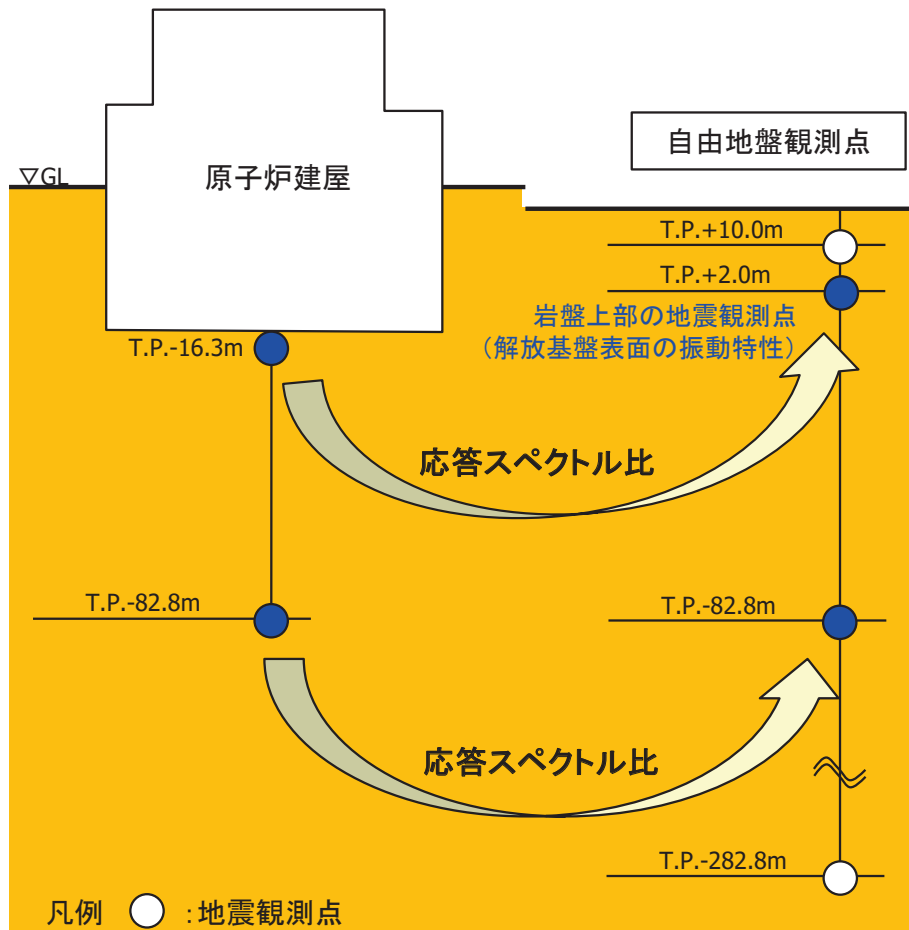 自由地盤観測点
原子炉建屋
▽GL
T.P.+10.0m
T.P.+2.0m
岩盤上部の地震観測点
（解放基盤表面の振動特性）
T.P.-16.3m
応答スペクトル比
T.P.-82.8m
T.P.-82.8m
応答スペクトル比
T.P.-282.8m
凡例 ○ :地震観測点